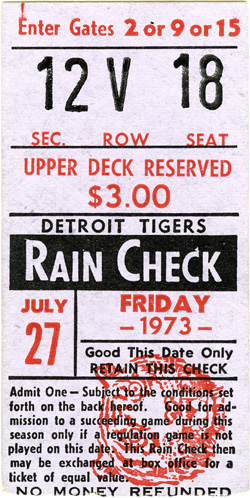 Enter Gates 2 or 9 or 15
12 V 18
SEC. ROW SEAT
UPPER DECK RESERVED
$3.00
DETROIT TIGERS
RAIN CHECK
JULY
27
FRIDAY
-1973-
Good This Date Only
RETAIN THIS CHECK
Admit One—Subject to the conditions set
forth on the back hereof. Good for ad-
mission to a succeeding game during this
season only if a regulation game is not
played on this date. This Rain Check then
may be exchanged at box office for a
ticket of equal value.
NO MONEY REFUNDED